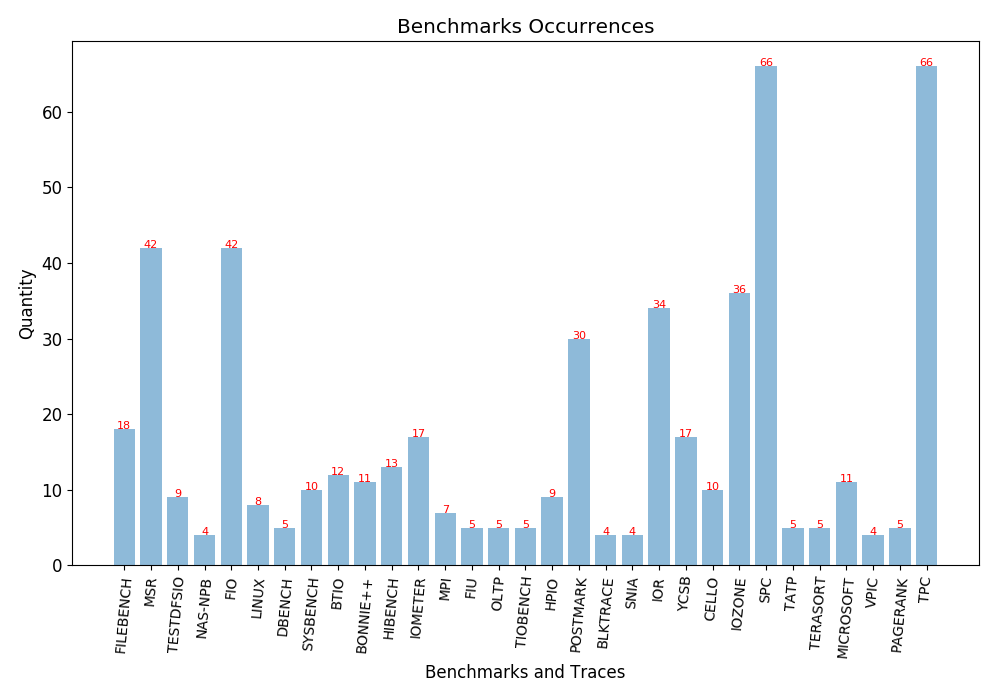 Benchmarks Occurrences
Quantity
60
50
40
30
20
10
0
18
42
9
4
42
8
5
10
12
11
13
17
7
5
5
5
9
30
4
4
34
17
10
36
66
5
5
11
4
5
66
FILEBENCH
MSR
TESTDFSIO
NAS-NPB
FIO
LINUX
DBENCH
SYSBENCH
BTIO
BONNIE++
HIBENCH
IOMETER
MPI
FIU
OLTP
TIOBENCH
HPIO
POSTMARK
BLKTRACE
SNIA
IOR
YCSB
CELLO
IOZONE
SPC
TATP
TERASORT
MICROSOFT
VPIC
PAGERANK
TPC
Benchmarks and Traces